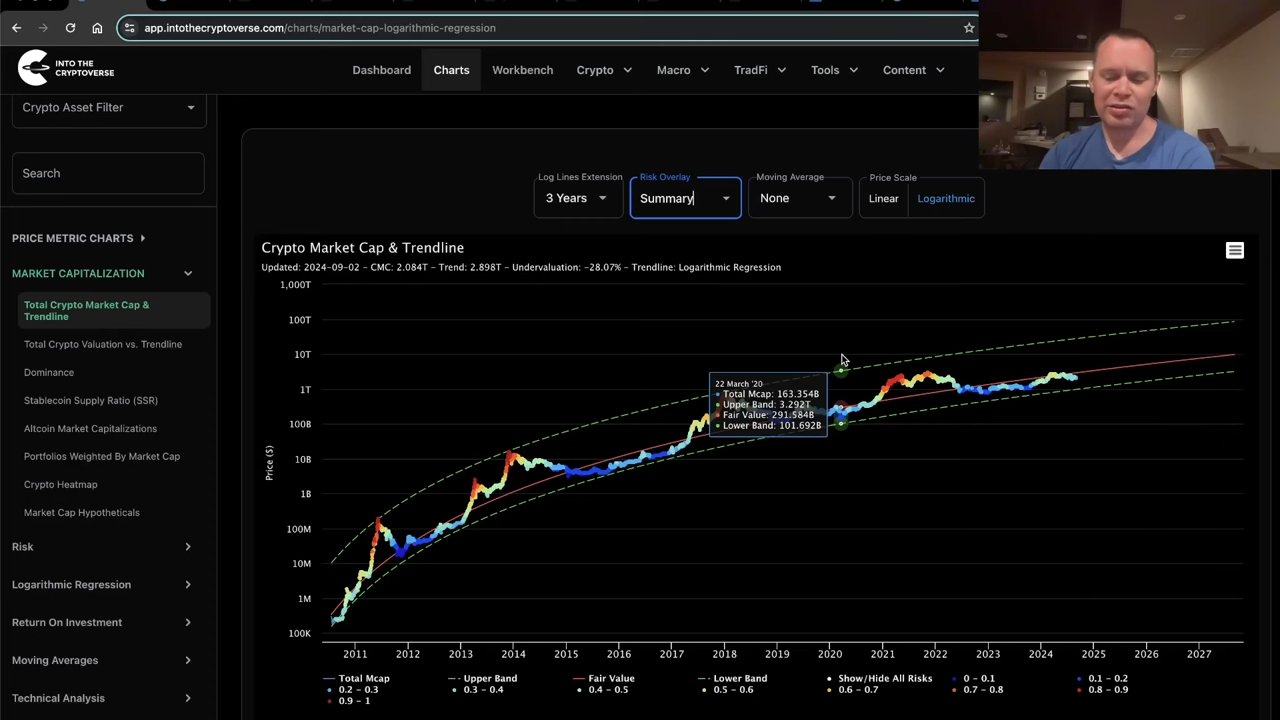 app.intothecryptoverse.com/charts/market-cap-logarithmic-regression
INTO THE
CRYPTOVERSE
Dashboard
Charts
Workbench
Crypto
Macro
TradFi
Tools
Content
Crypto Asset Filter
Search
PRICE METRIC CHARTS
MARKET CAPITALIZATION
Total Crypto Market Cap &
Trendline
Total Crypto Valuation vs. Trendline
Dominance
Stablecoin Supply Ratio (SSR)
Altcoin Market Capitalizations
Portfolios Weighted By Market Cap
Crypto Heatmap
Market Cap Hypotheticals
Risk
Logarithmic Regression
Return On Investment
Moving Averages
Technical Analysis
Log Lines Extension
3 Years
Risk Overlay
Summary
Moving Average
None
Price Scale
Linear
Logarithmic
Crypto Market Cap & Trendline
Updated: 2024-09-02 - CMC: 2.084T - Trend: 2.898T - Undervaluation: -28.07% - Trendline: Logarithmic Regression
Price ($)
1,000T
100T
10T
1T
100B
10B
1B
100M
10M
1M
100K
22 March '20
Total Mcap: 163.354B
Upper Band: 3.292T
Fair Value: 291.584B
Lower Band: 101.692B
2011 2012 2013 2014 2015 2016 2017 2018 2019 2020 2021 2022 2023 2024 2025 2026 2027
Total Mcap Upper Band Fair Value Lower Band Show/Hide All Risks 0 - 0.1 0.1 - 0.2
0.2 - 0.3 0.3 - 0.4 0.4 - 0.5 0.5 - 0.6 0.6 - 0.7 0.7 - 0.8 0.8 - 0.9
0.9 - 1